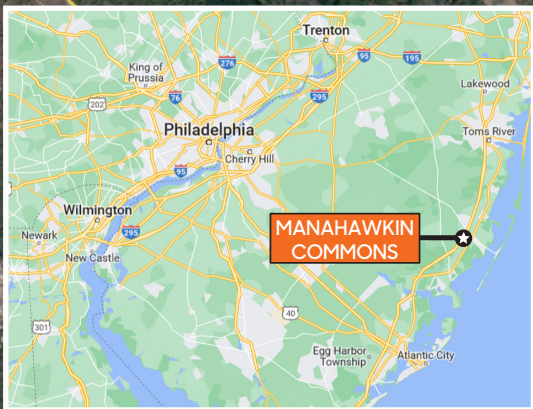 Trenton
King of
Prussia
276
95
195
Lakewood
202
76
295
Philadelphia
Toms River
Cherry Hill
95
Wilmington
Newark
295
New Castle
MANAHAWKIN
COMMONS
301
40
Egg Harbor
Township
Atlantic City